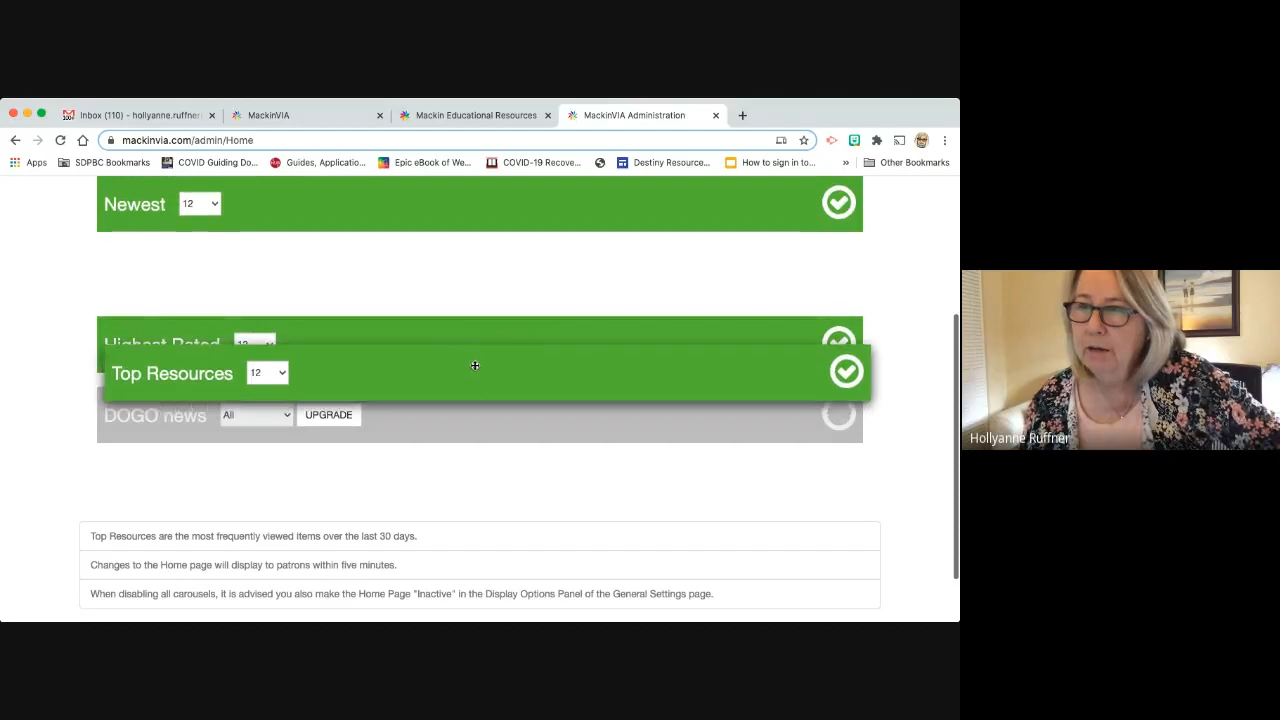 Inbox (110) - hollyanne.ruffner
MackinVIA
Mackin Educational Resources
MackinVIA Administration
mackinvia.com/admin/Home
Apps
SDPBC Bookmarks
COVID Guiding Do...
Guides, Applicatio...
Epic eBook of We...
COVID-19 Recove...
Destiny Resource...
How to sign in to...
»
Other Bookmarks
Newest 12
Highest Rated 12
Top Resources 12
DOGO news All UPGRADE
Top Resources are the most frequently viewed items over the last 30 days.
Changes to the Home page will display to patrons within five minutes.
When disabling all carousels, it is advised you also make the Home Page "Inactive" in the Display Options Panel of the General Settings page.
Hollyanne Ruffner